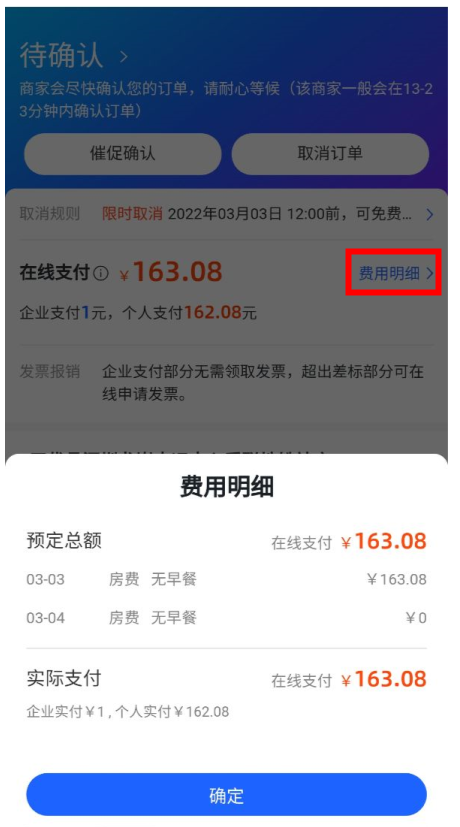 待确认 >
商家会尽快确认您的订单，请耐心等候（该商家一般会在13-2
3分钟内确认订单）
催促确认 取消订单
取消规则 限时取消 2022年03月03日 12:00前，可免费... >
在线支付 ¥163.08 费用明细 >
企业支付1元，个人支付162.08元
发票报销 企业支付部分无需领取发票，超出差标部分可在
线申请发票。
费用明细
预定总额 在线支付 ¥163.08
03-03 房费 无早餐 ¥163.08
03-04 房费 无早餐 ¥0
实际支付 在线支付 ¥163.08
企业实付¥1,个人实付¥162.08
确定